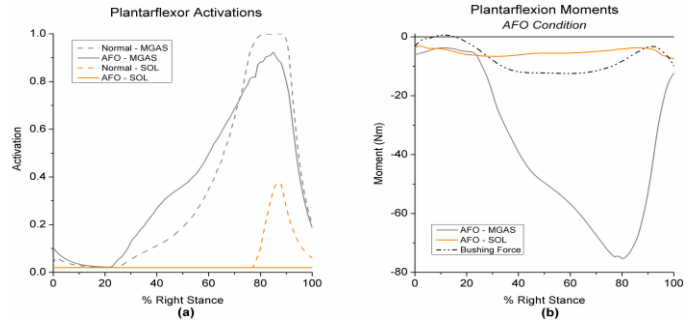 Plantarflexor Activations
Normal - MGAS
AFO - MGAS
Normal - SOL
AFO - SOL
1.0
0.8
0.6
0.4
0.2
0.0
Activation
0 20 40 60 80 100
% Right Stance
(a)
Plantarflexion Moments
AFO Condition
0
-20
-40
-60
-80
Moment (Nm)
AFO - MGAS
AFO - SOL
Bushing Force
0 20 40 60 80 100
% Right Stance
(b)